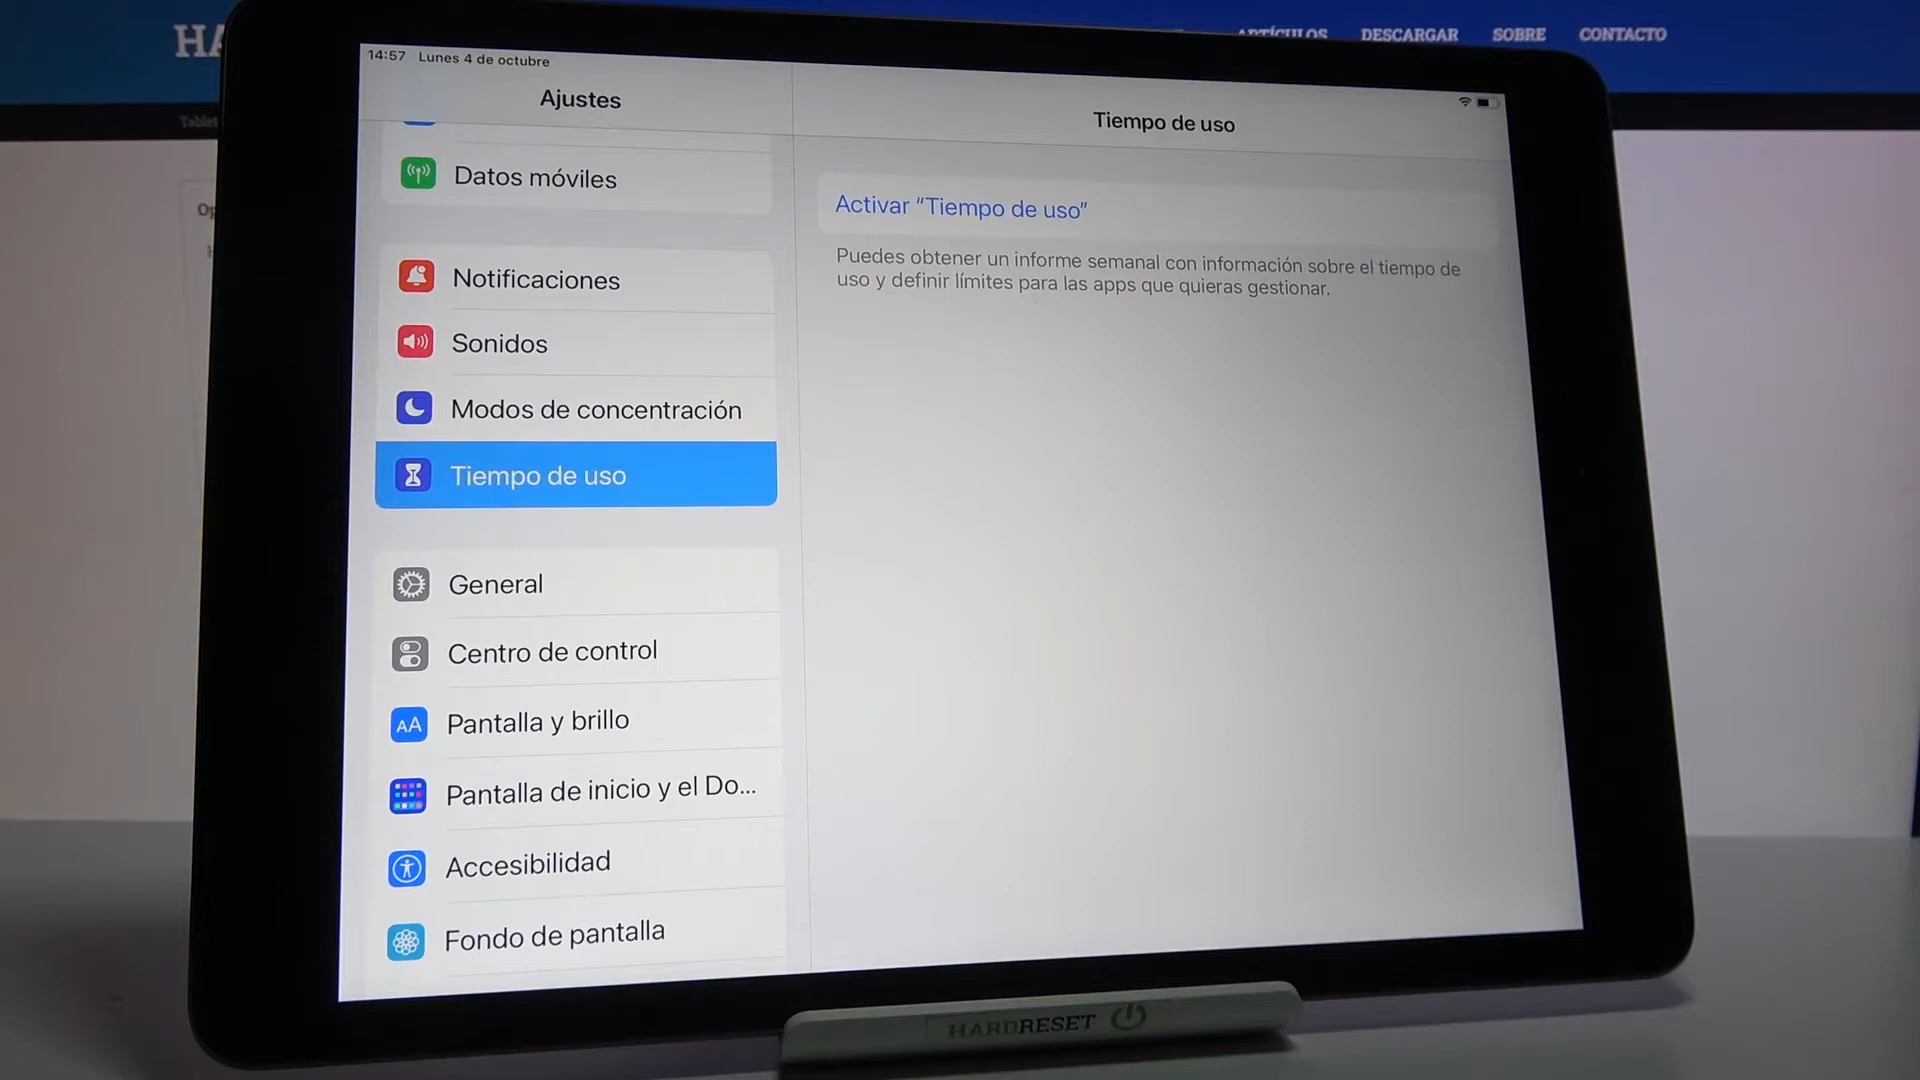 ARTÍCULOS DESCARGAR SOBRE CONTACTO
14:57 Lunes 4 de octubre
Ajustes
Datos móviles
Notificaciones
Sonidos
Modos de concentración
Tiempo de uso
General
Centro de control
Pantalla y brillo
Pantalla de inicio y el Do...
Accesibilidad
Fondo de pantalla
Tiempo de uso
Activar “Tiempo de uso”
Puedes obtener un informe semanal con información sobre el tiempo de
uso y definir límites para las apps que quieras gestionar.
HARDRESET